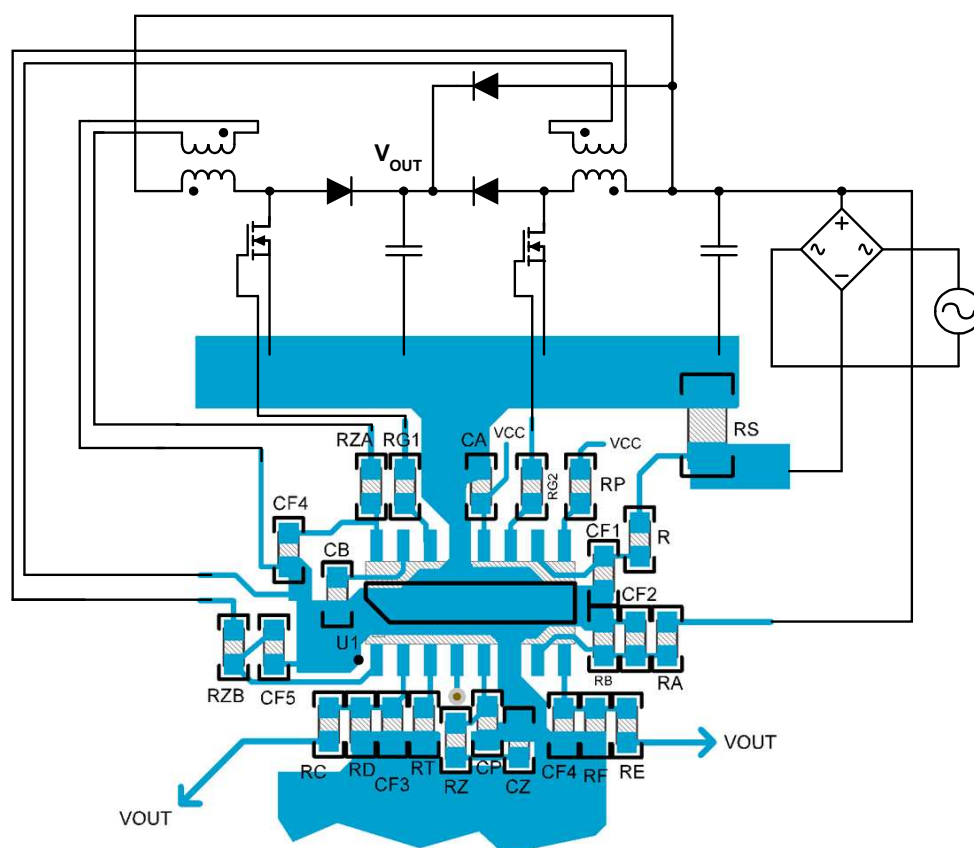 VOUT
RZA
RG1
CA
VCC
RG2
RP
VCC
RS
CF4
CB
CF1
R
CF2
U1
RZB
CF5
RB
RA
RC
RD
CF3
RT
RZ
CP
CZ
CF4
RF
RE
VOUT
VOUT